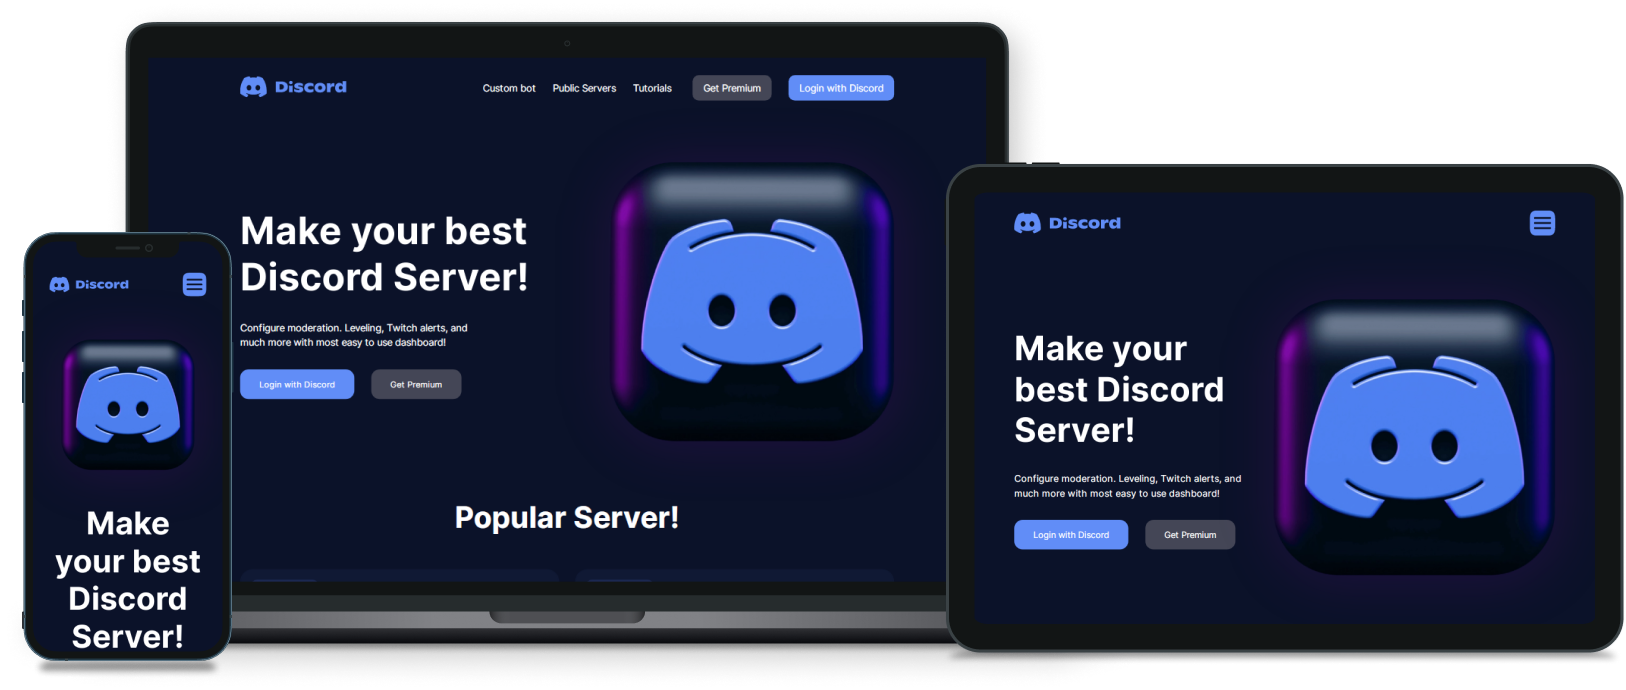 Discord
Custom bot
Public Servers
Tutorials
Get Premium
Login with Discord
Make your best
Discord Server!
Configure moderation. Leveling, Twitch alerts, and
much more with most easy to use dashboard!
Login with Discord
Get Premium
Popular Server!
Discord
Make
your best
Discord
Server!
Discord
Make your
best Discord
Server!
Configure moderation. Leveling, Twitch alerts, and
much more with most easy to use dashboard!
Login with Discord
Get Premium